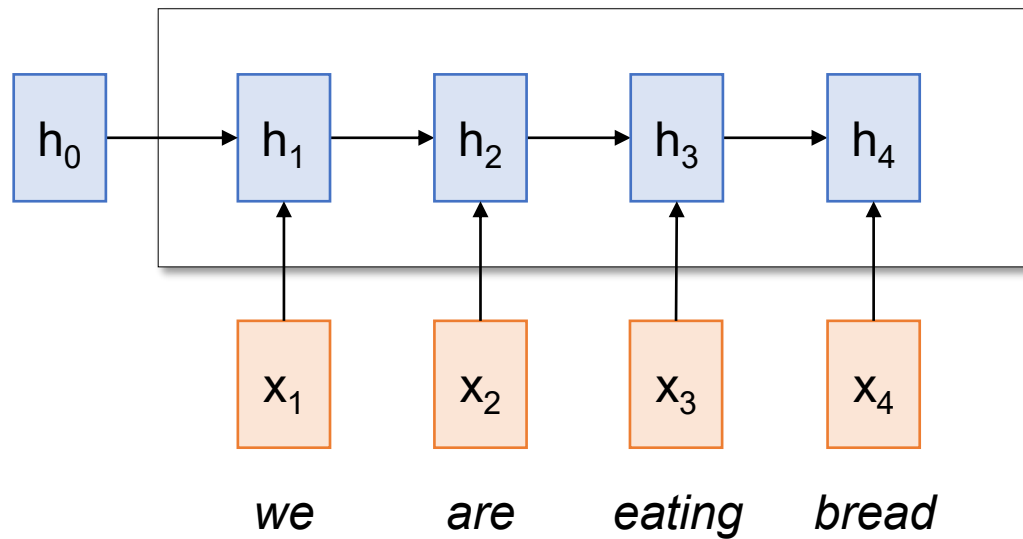 h₀ h₁ h₂ h₃ h₄
x₁ x₂ x₃ x₄
we are eating bread